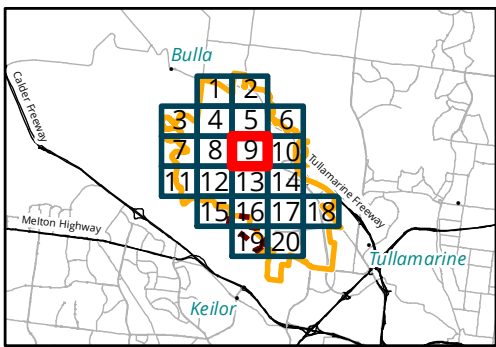 Bulla
Calder Freeway
1 2
3 4 5 6
7 8 9 10
11 12 13 14
15 16 17 18
19 20
Tullamarine Freeway
Melton Highway
Tullamarine
Keilor